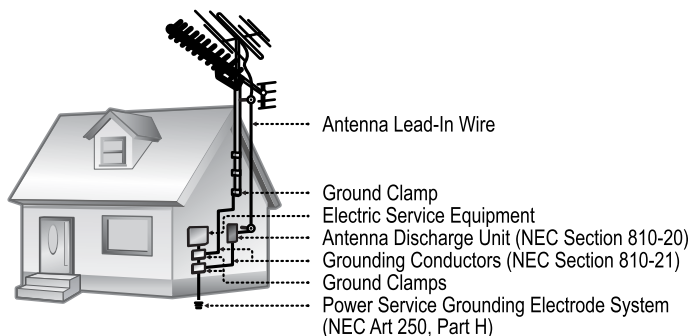 Antenna Lead-In Wire
Ground Clamp
Electric Service Equipment
Antenna Discharge Unit (NEC Section 810-20)
Grounding Conductors (NEC Section 810-21)
Ground Clamps
Power Service Grounding Electrode System
(NEC Art 250, Part H)